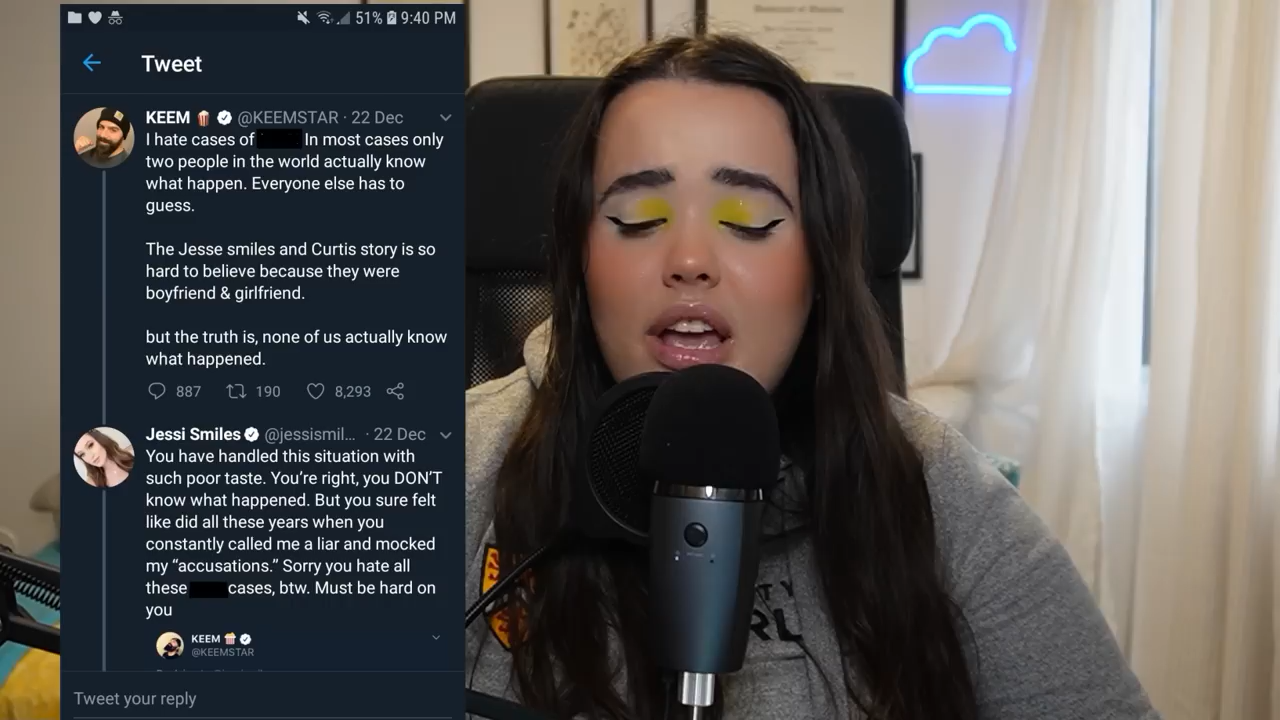 51% 9:40 PM
Tweet
KEEM @KEEMSTAR · 22 Dec
I hate cases of In most cases only
two people in the world actually know
what happen. Everyone else has to
guess.
The Jesse smiles and Curtis story is so
hard to believe because they were
boyfriend & girlfriend.
but the truth is, none of us actually know
what happened.
887 190 8,293
Jessi Smiles @jessismil... · 22 Dec
You have handled this situation with
such poor taste. You're right, you DON'T
know what happened. But you sure felt
like did all these years when you
constantly called me a liar and mocked
my “accusations.” Sorry you hate all
these cases, btw. Must be hard on
you
KEEM
@KEEMSTAR
Tweet your reply